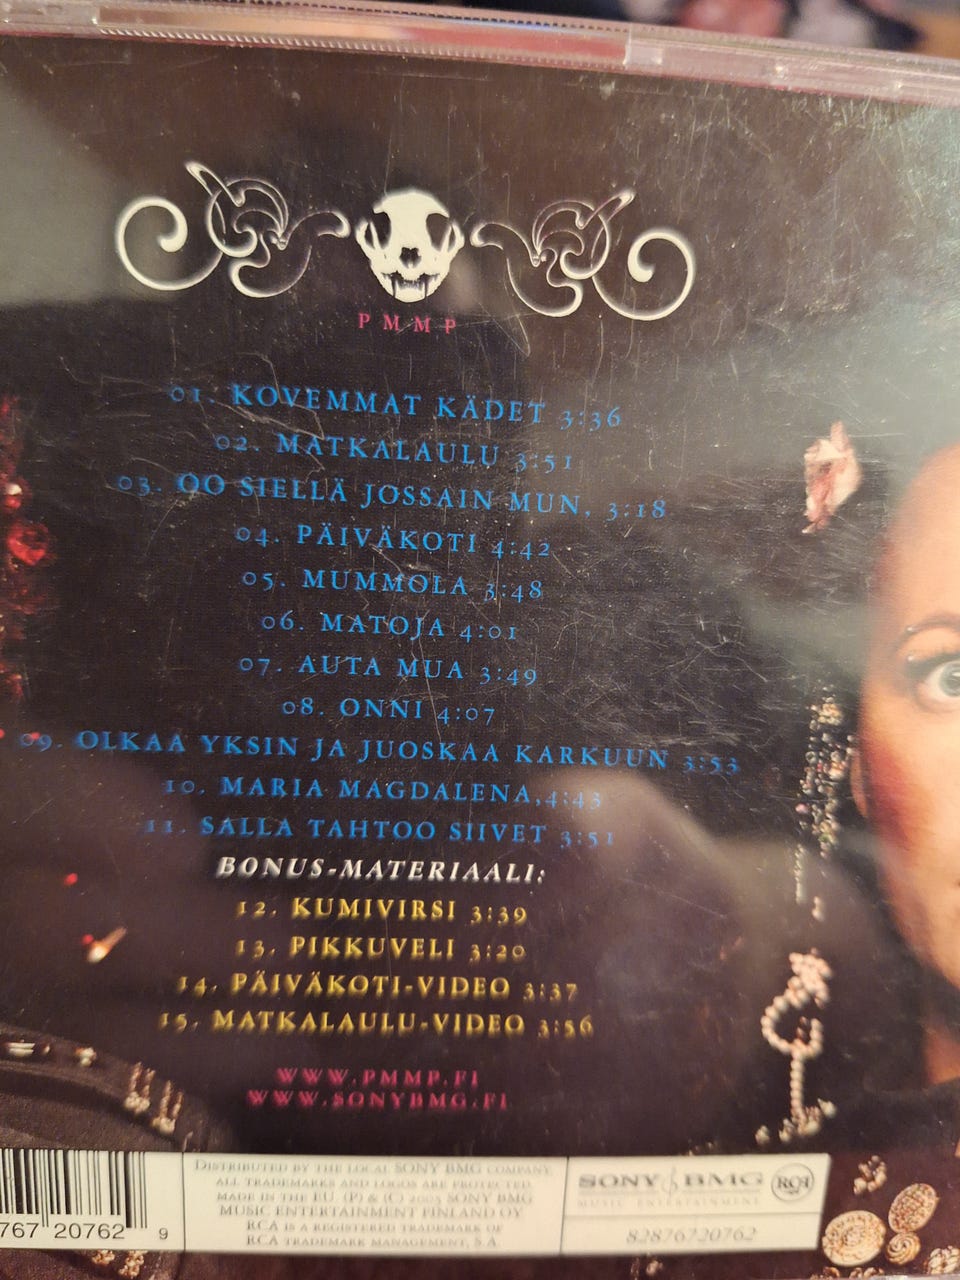 PMMP
01. KOVEMMAT KÄDET 3:36
02. MATKALAULU 3:51
03. OO SIELLÄ JOSSAIN MUN, 3:18
04. PÄIVÄKOTI 4:42
05. MUMMOLA 3:48
06. MATOJA 4:01
07. AUTA MUA 3:49
08. ONNI 4:07
09. OLKAA YKSIN JA JUOSKAA KARKUUN 3:53
10. MARIA MAGDALENA, 4:43
11. SALLA TAHTOO SIIVET 3:51
BONUS-MATERIAALI:
12. KUMIVIRSI 3:39
13. PIKKUVELI 3:20
14. PÄIVÄKOTI-VIDEO 3:37
15. MATKALAULU-VIDEO 3:56
WWW.PMMP.FI
WWW.SONYBMG.FI
767 20762 9
DISTRIBUTED BY THE LOCAL SONY BMG COMPANY
ALL TRADEMARKS AND LOGOS ARE PROTECTED.
MADE IN THE EU. (P) & (C) 2005 SONY BMG
MUSIC ENTERTAINMENT FINLAND OY
RCA IS A REGISTERED TRADEMARK OF
RCA TRADEMARK MANAGEMENT, S.A.
SONY BMG
MUSIC ENTERTAINMENT
RCA
82876720762